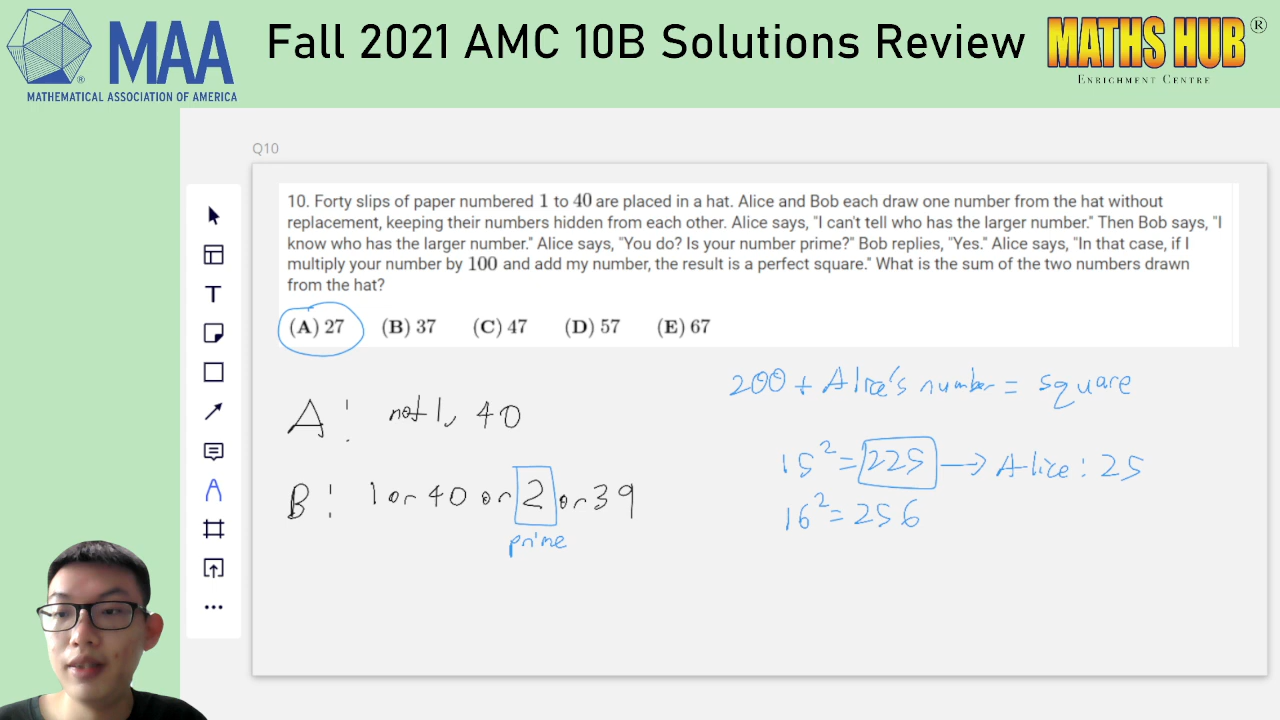 MAA
MATHEMATICAL ASSOCIATION OF AMERICA
Fall 2021 AMC 10B Solutions Review
MATHS HUB ®
ENRICHMENT CENTRE
Q10
10. Forty slips of paper numbered 1 to 40 are placed in a hat. Alice and Bob each draw one number from the hat without
replacement, keeping their numbers hidden from each other. Alice says, "I can't tell who has the larger number." Then Bob says, "I
know who has the larger number." Alice says, "You do? Is your number prime?" Bob replies, "Yes." Alice says, "In that case, if I
multiply your number by 100 and add my number, the result is a perfect square." What is the sum of the two numbers drawn
from the hat?
(A) 27 (B) 37 (C) 47 (D) 57 (E) 67
200 + Alice's number = square
A: not 1, 40
15² = 225 → Alice: 25
B: 1 or 40 or 2 or 39
16² = 256
prime
T